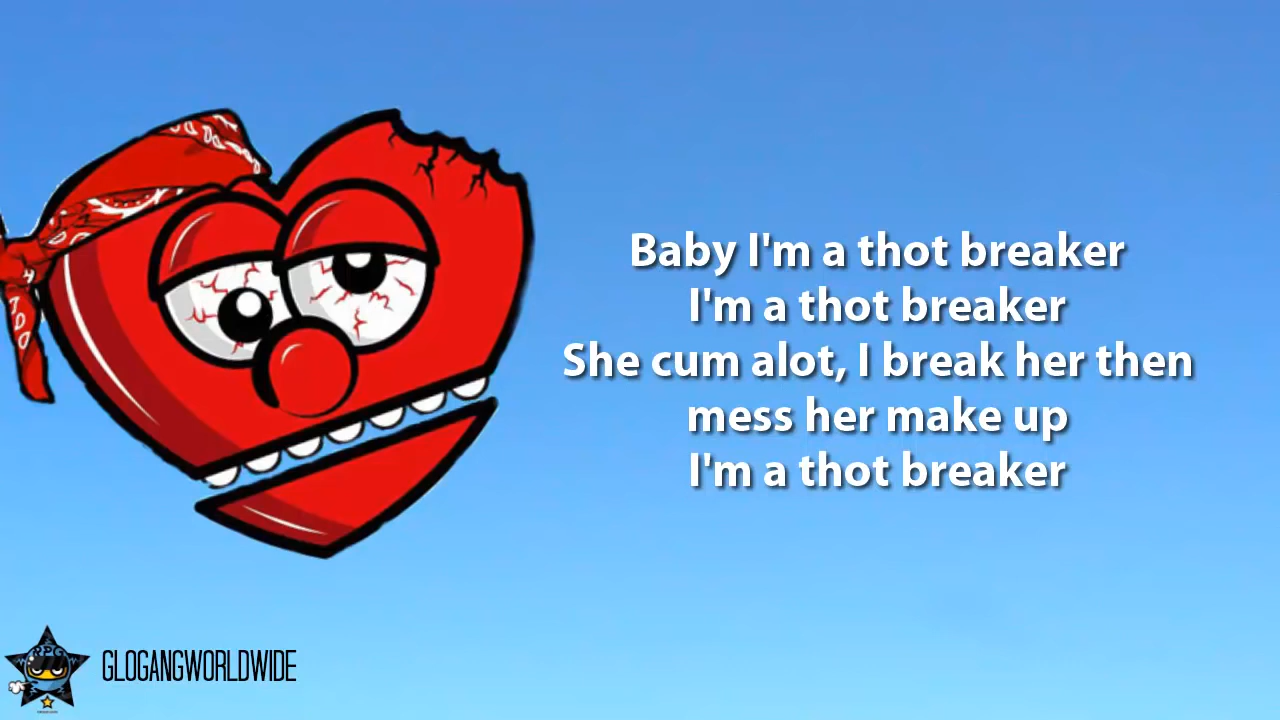 Baby I'm a thot breaker
I'm a thot breaker
She cum alot, I break her then
mess her make up
I'm a thot breaker
GLOGANGWORLDWIDE